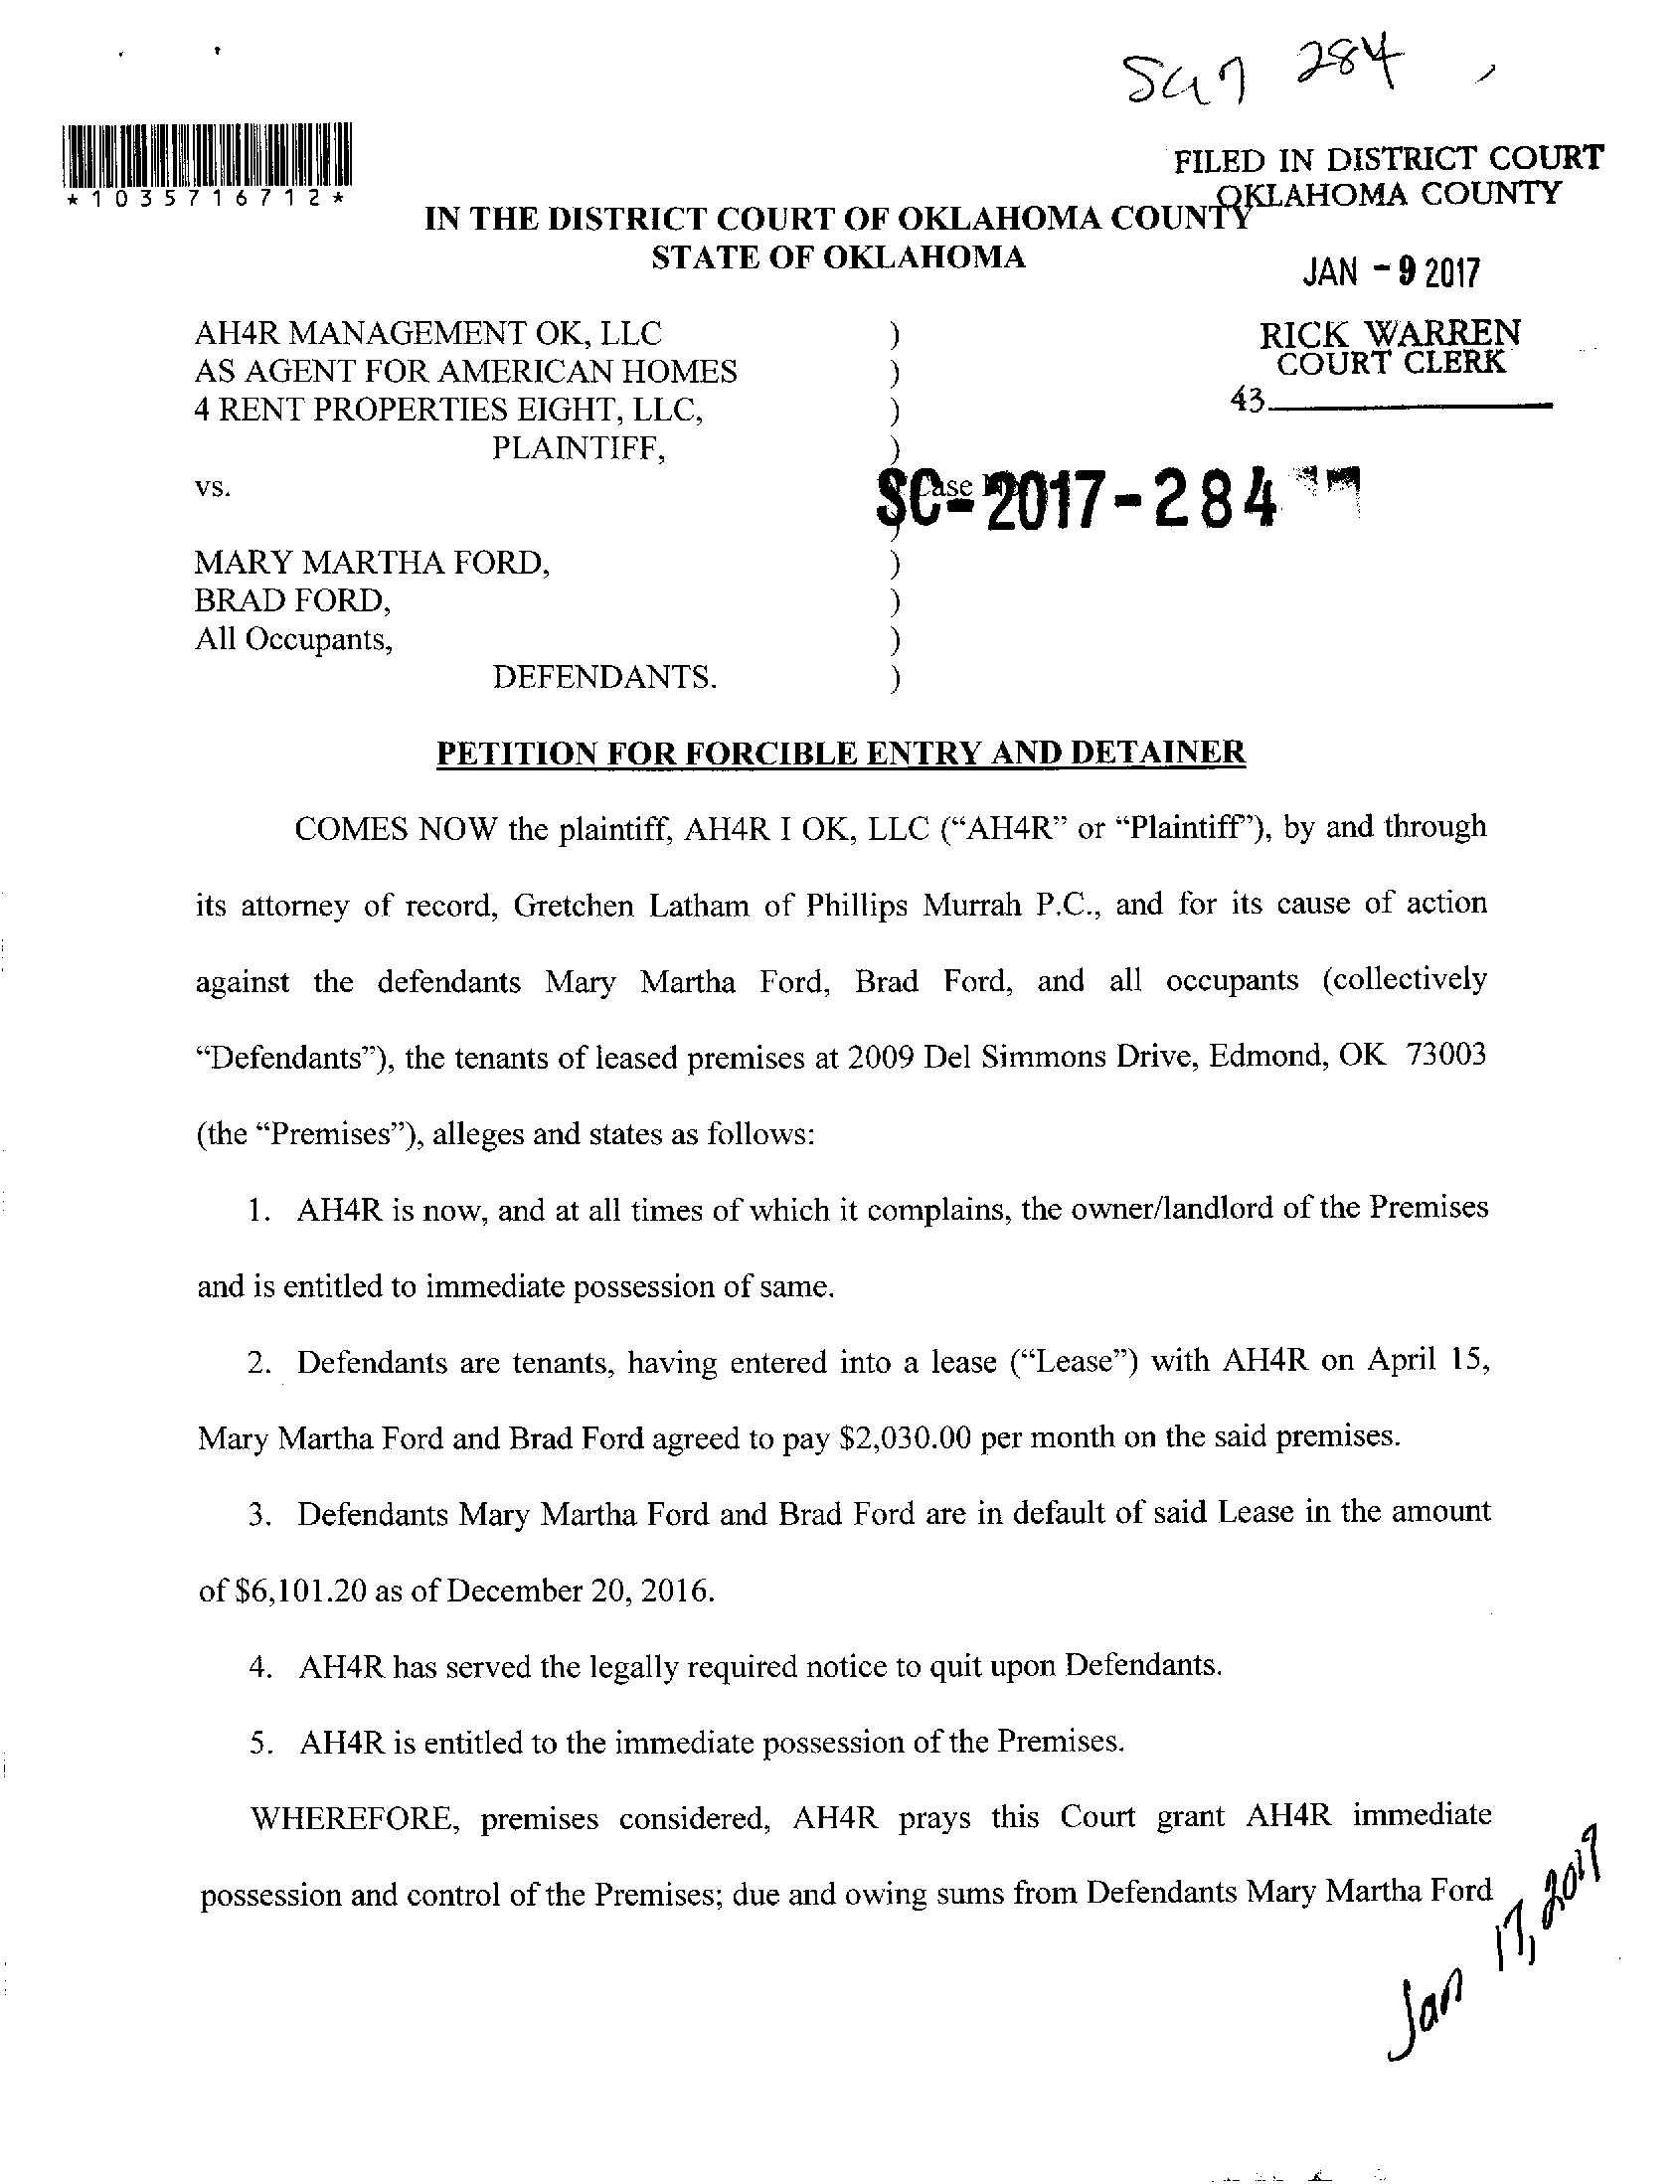 SC17 284
*1035716712*
FILED IN DISTRICT COURT
OKLAHOMA COUNTY
IN THE DISTRICT COURT OF OKLAHOMA COUNTY
STATE OF OKLAHOMA
JAN - 9 2017
RICK WARREN
COURT CLERK
43
AH4R MANAGEMENT OK, LLC )
AS AGENT FOR AMERICAN HOMES )
4 RENT PROPERTIES EIGHT, LLC, )
PLAINTIFF, )
vs. Case
SC-2017-284
MARY MARTHA FORD, )
BRAD FORD, )
All Occupants, )
DEFENDANTS. )
PETITION FOR FORCIBLE ENTRY AND DETAINER
COMES NOW the plaintiff, AH4R I OK, LLC (“AH4R” or “Plaintiff”), by and through
its attorney of record, Gretchen Latham of Phillips Murrah P.C., and for its cause of action
against the defendants Mary Martha Ford, Brad Ford, and all occupants (collectively
“Defendants”), the tenants of leased premises at 2009 Del Simmons Drive, Edmond, OK 73003
(the “Premises”), alleges and states as follows:
1. AH4R is now, and at all times of which it complains, the owner/landlord of the Premises
and is entitled to immediate possession of same.
2. Defendants are tenants, having entered into a lease (“Lease”) with AH4R on April 15,
Mary Martha Ford and Brad Ford agreed to pay $2,030.00 per month on the said premises.
3. Defendants Mary Martha Ford and Brad Ford are in default of said Lease in the amount
of $6,101.20 as of December 20, 2016.
4. AH4R has served the legally required notice to quit upon Defendants.
5. AH4R is entitled to the immediate possession of the Premises.
WHEREFORE, premises considered, AH4R prays this Court grant AH4R immediate
possession and control of the Premises; due and owing sums from Defendants Mary Martha Ford
Jan 17, 2017